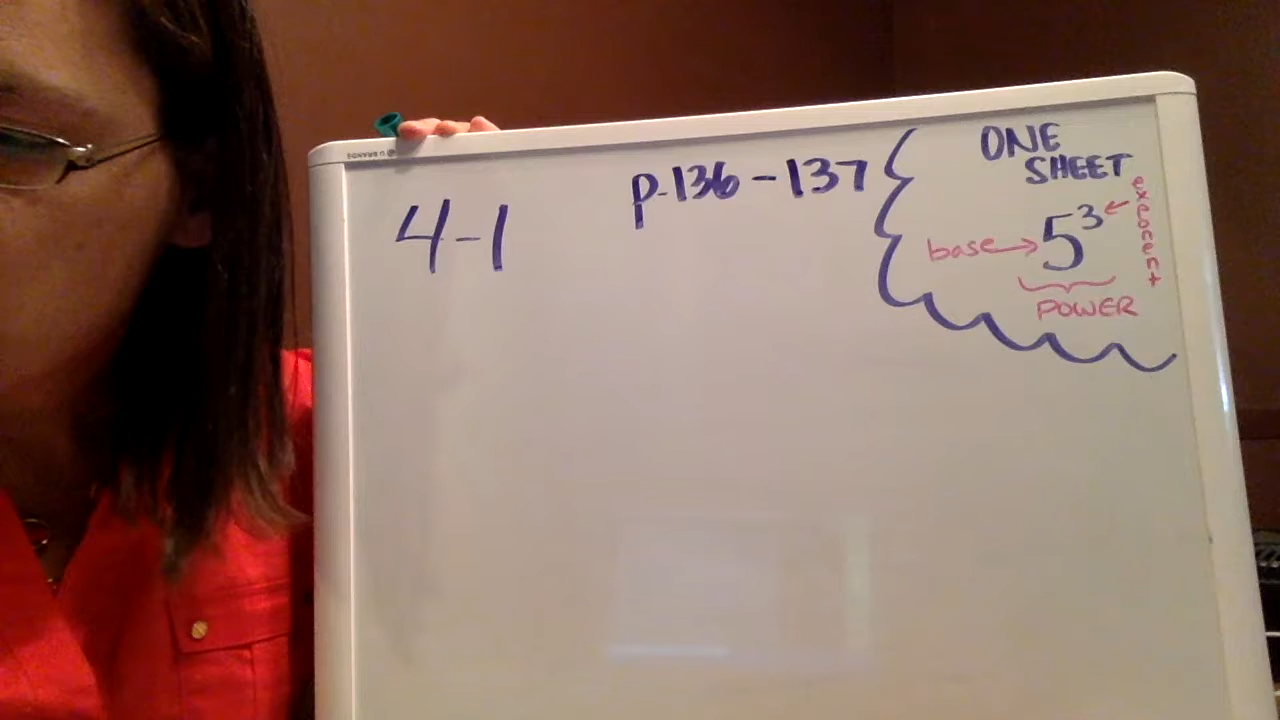 4-1
p.136-137
ONE
SHEET
base → 5³ ← exponent
POWER